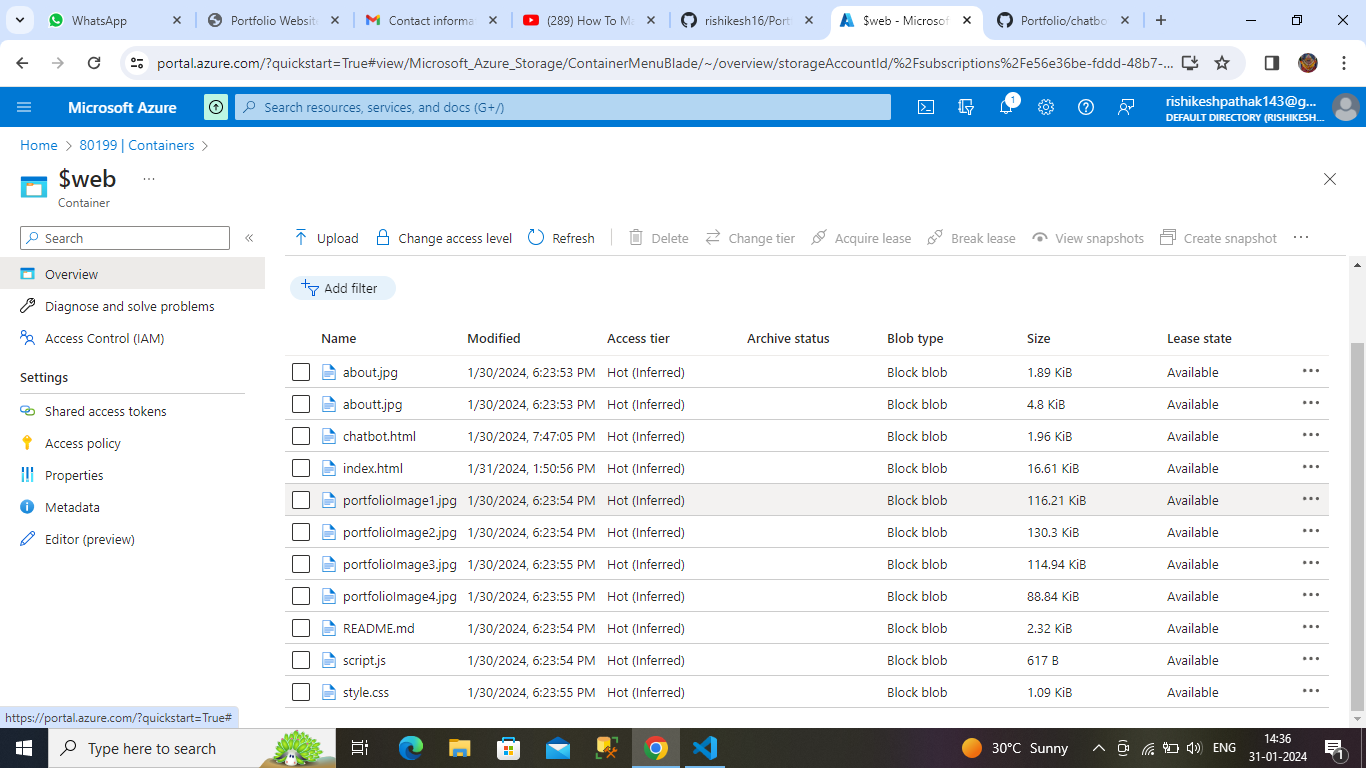 WhatsApp
Portfolio Website
Contact informa
(289) How To Ma
rishikesh16/Port
$web - Microsof
Portfolio/chatbo
portal.azure.com/?quickstart=True#view/Microsoft_Azure_Storage/ContainerMenuBlade/~/overview/storageAccountId/%2Fsubscriptions%2Fe56e36be-fddd-48b7-...
Microsoft Azure
Search resources, services, and docs (G+/)
1
rishikeshpathak143@g...
DEFAULT DIRECTORY (RISHIKESH...
Home > 80199 | Containers >
$web ...
Container
Search
«
Upload Change access level Refresh Delete Change tier Acquire lease Break lease View snapshots Create snapshot ...
Overview
Diagnose and solve problems
Access Control (IAM)
Settings
Shared access tokens
Access policy
Properties
Metadata
Editor (preview)
Add filter
Name Modified Access tier Archive status Blob type Size Lease state
about.jpg 1/30/2024, 6:23:53 PM Hot (Inferred) Block blob 1.89 KiB Available ...
aboutt.jpg 1/30/2024, 6:23:53 PM Hot (Inferred) Block blob 4.8 KiB Available ...
chatbot.html 1/30/2024, 7:47:05 PM Hot (Inferred) Block blob 1.96 KiB Available ...
index.html 1/31/2024, 1:50:56 PM Hot (Inferred) Block blob 16.61 KiB Available ...
portfolioImage1.jpg 1/30/2024, 6:23:54 PM Hot (Inferred) Block blob 116.21 KiB Available ...
portfolioImage2.jpg 1/30/2024, 6:23:54 PM Hot (Inferred) Block blob 130.3 KiB Available ...
portfolioImage3.jpg 1/30/2024, 6:23:55 PM Hot (Inferred) Block blob 114.94 KiB Available ...
portfolioImage4.jpg 1/30/2024, 6:23:55 PM Hot (Inferred) Block blob 88.84 KiB Available ...
README.md 1/30/2024, 6:23:54 PM Hot (Inferred) Block blob 2.32 KiB Available ...
script.js 1/30/2024, 6:23:54 PM Hot (Inferred) Block blob 617 B Available ...
style.css 1/30/2024, 6:23:55 PM Hot (Inferred) Block blob 1.09 KiB Available ...
https://portal.azure.com/?quickstart=True#
Type here to search
30°C Sunny
ENG
14:36
31-01-2024
1